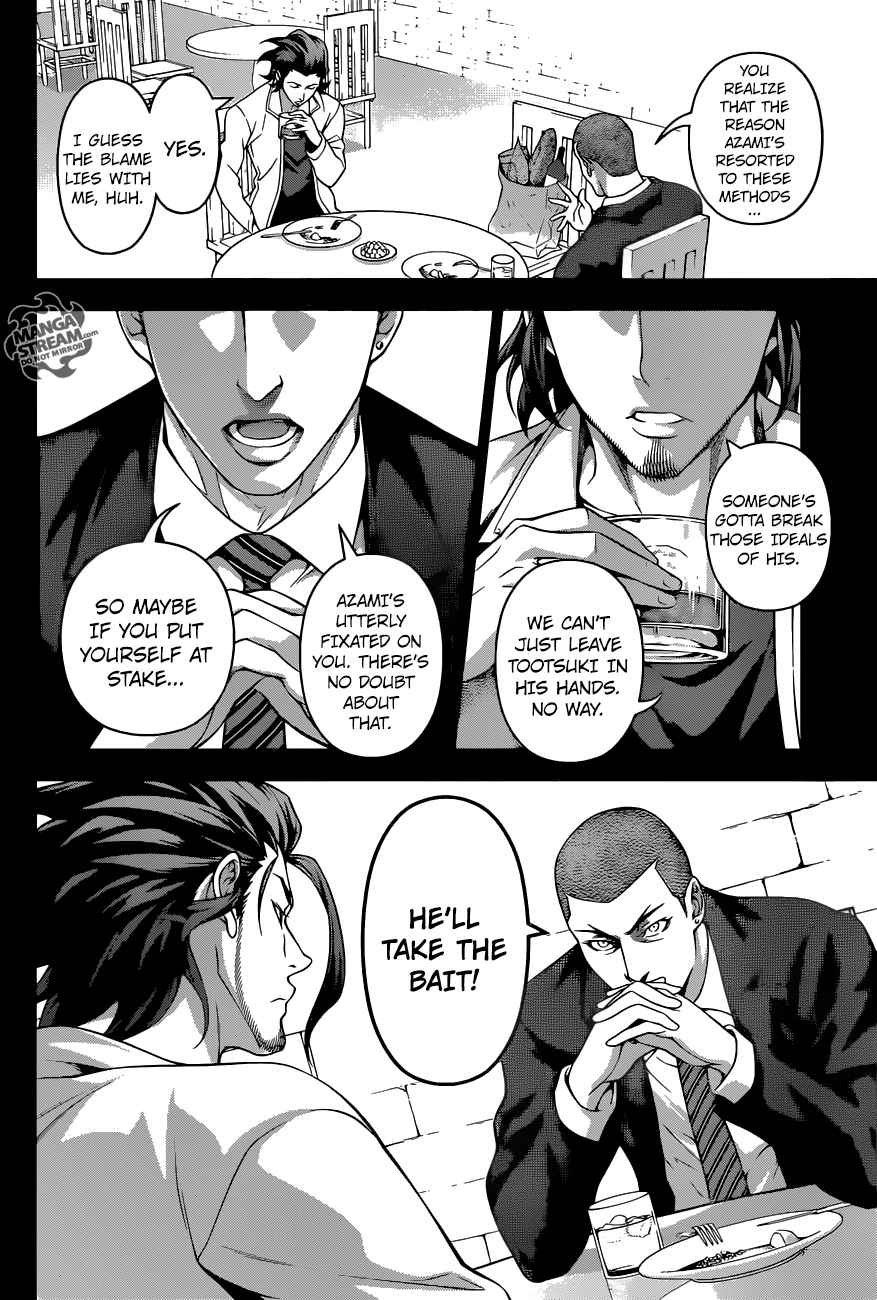 YOU
REALIZE
THAT THE
REASON
AZAMI'S
RESORTED
TO THESE
METHODS
...
YES.
I GUESS
THE BLAME
LIES WITH
ME, HUH.
MANGA
STREAM.com
DO NOT MIRROR
SOMEONE'S
GOTTA BREAK
THOSE IDEALS
OF HIS.
WE CAN'T
JUST LEAVE
TOOTSUKI IN
HIS HANDS.
NO WAY.
AZAMI'S
UTTERLY
FIXATED ON
YOU. THERE'S
NO DOUBT
ABOUT
THAT.
SO MAYBE
IF YOU PUT
YOURSELF AT
STAKE...
HE'LL
TAKE THE
BAIT!